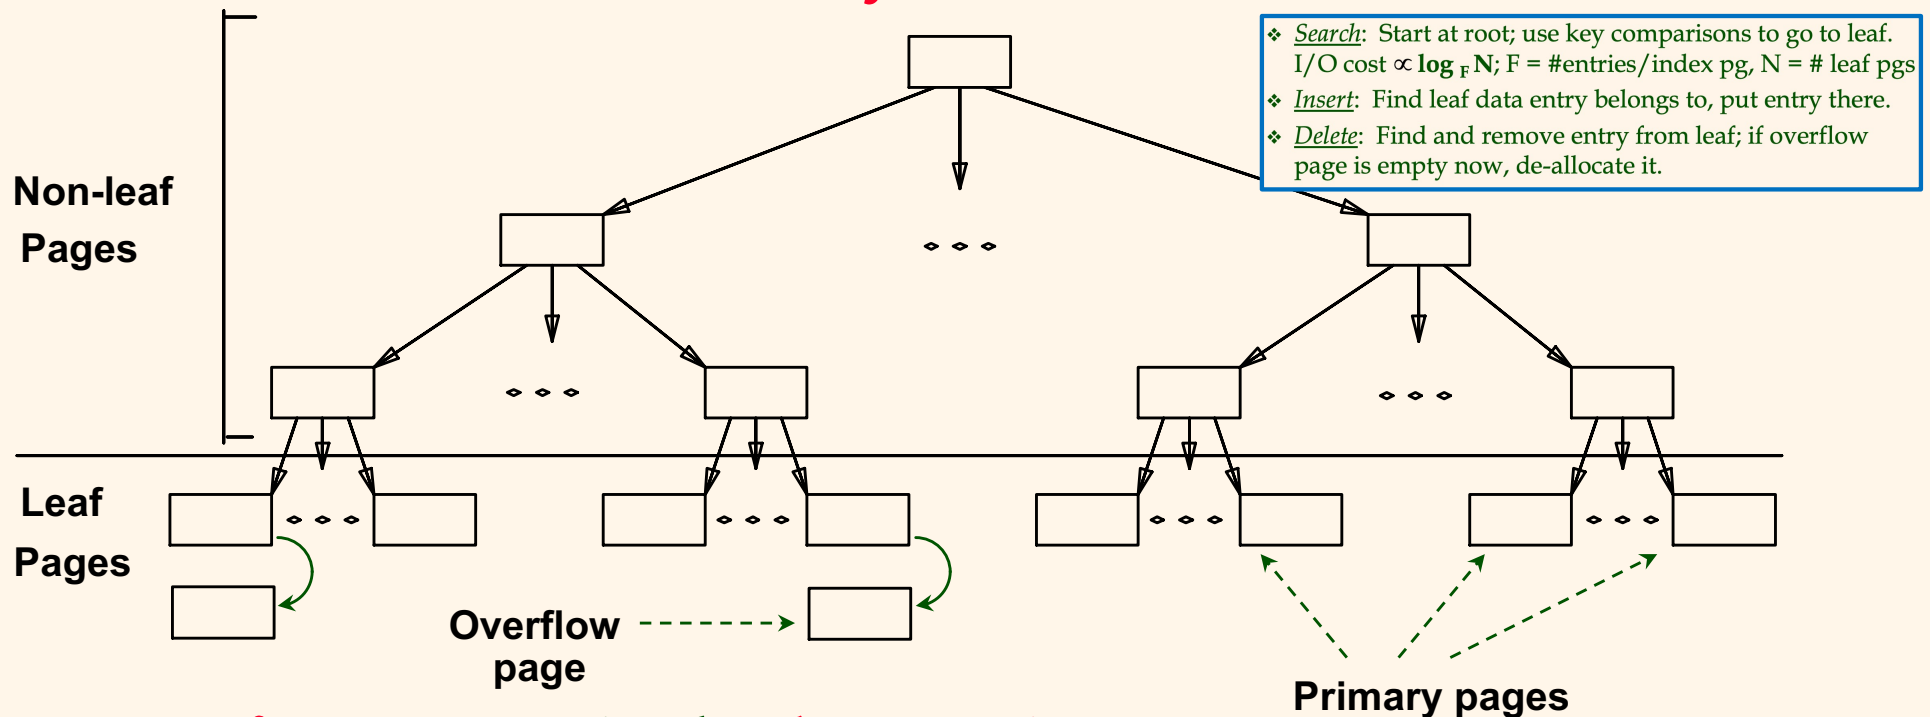 ❖ Search: Start at root; use key comparisons to go to leaf.
I/O cost ∝ log F N; F = #entries/index pg, N = # leaf pgs
❖ Insert: Find leaf data entry belongs to, put entry there.
❖ Delete: Find and remove entry from leaf; if overflow
page is empty now, de-allocate it.
Non-leaf
Pages
Leaf
Pages
Overflow
page
Primary pages